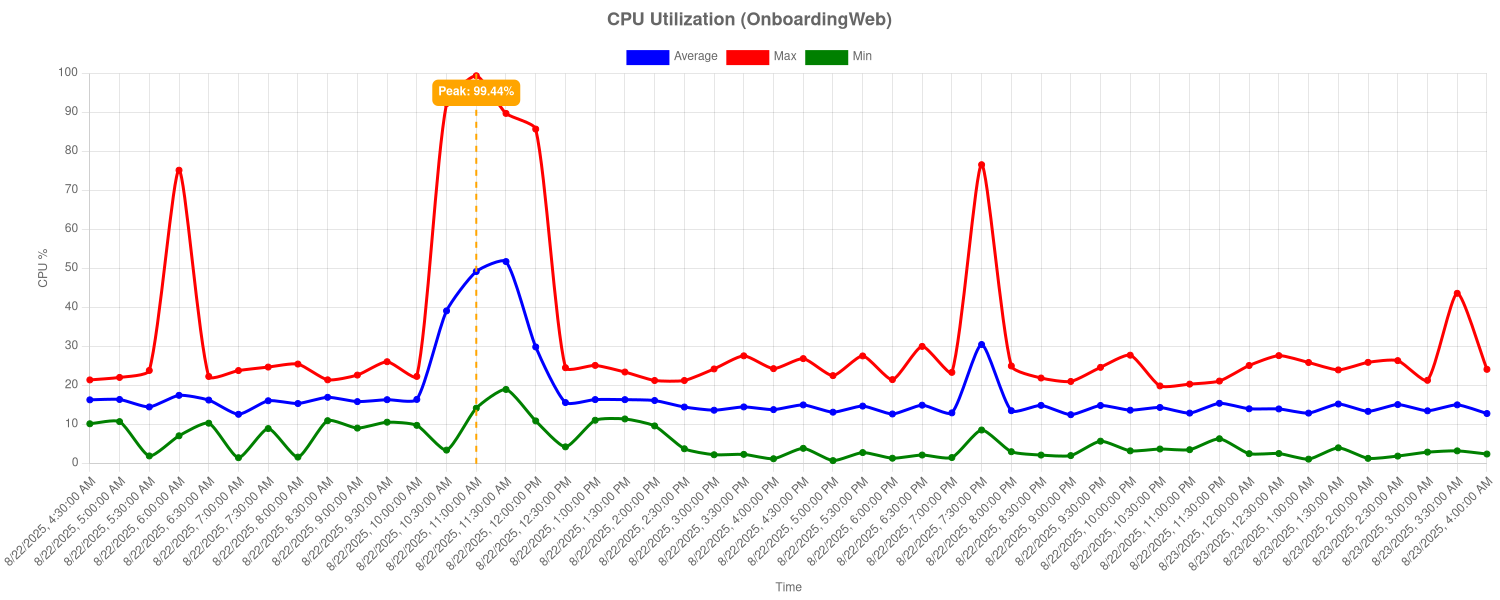 CPU Utilization (OnboardingWeb)
Average Max Min
100
90
80
70
60
50
40
30
20
10
0
CPU %
Peak: 99.44%
8/22/2025, 4:30:00 AM
8/22/2025, 5:00:00 AM
8/22/2025, 5:30:00 AM
8/22/2025, 6:00:00 AM
8/22/2025, 6:30:00 AM
8/22/2025, 7:00:00 AM
8/22/2025, 7:30:00 AM
8/22/2025, 8:00:00 AM
8/22/2025, 8:30:00 AM
8/22/2025, 9:00:00 AM
8/22/2025, 9:30:00 AM
8/22/2025, 10:00:00 AM
8/22/2025, 10:30:00 AM
8/22/2025, 11:00:00 AM
8/22/2025, 11:30:00 AM
8/22/2025, 12:00:00 PM
8/22/2025, 12:30:00 PM
8/22/2025, 1:00:00 PM
8/22/2025, 1:30:00 PM
8/22/2025, 2:00:00 PM
8/22/2025, 2:30:00 PM
8/22/2025, 3:00:00 PM
8/22/2025, 3:30:00 PM
8/22/2025, 4:00:00 PM
8/22/2025, 4:30:00 PM
8/22/2025, 5:00:00 PM
8/22/2025, 5:30:00 PM
8/22/2025, 6:00:00 PM
8/22/2025, 6:30:00 PM
8/22/2025, 7:00:00 PM
8/22/2025, 7:30:00 PM
8/22/2025, 8:00:00 PM
8/22/2025, 8:30:00 PM
8/22/2025, 9:00:00 PM
8/22/2025, 9:30:00 PM
8/22/2025, 10:00:00 PM
8/22/2025, 10:30:00 PM
8/22/2025, 11:00:00 PM
8/22/2025, 11:30:00 PM
8/23/2025, 12:00:00 AM
8/23/2025, 12:30:00 AM
8/23/2025, 1:00:00 AM
8/23/2025, 1:30:00 AM
8/23/2025, 2:00:00 AM
8/23/2025, 2:30:00 AM
8/23/2025, 3:00:00 AM
8/23/2025, 3:30:00 AM
8/23/2025, 4:00:00 AM
Time